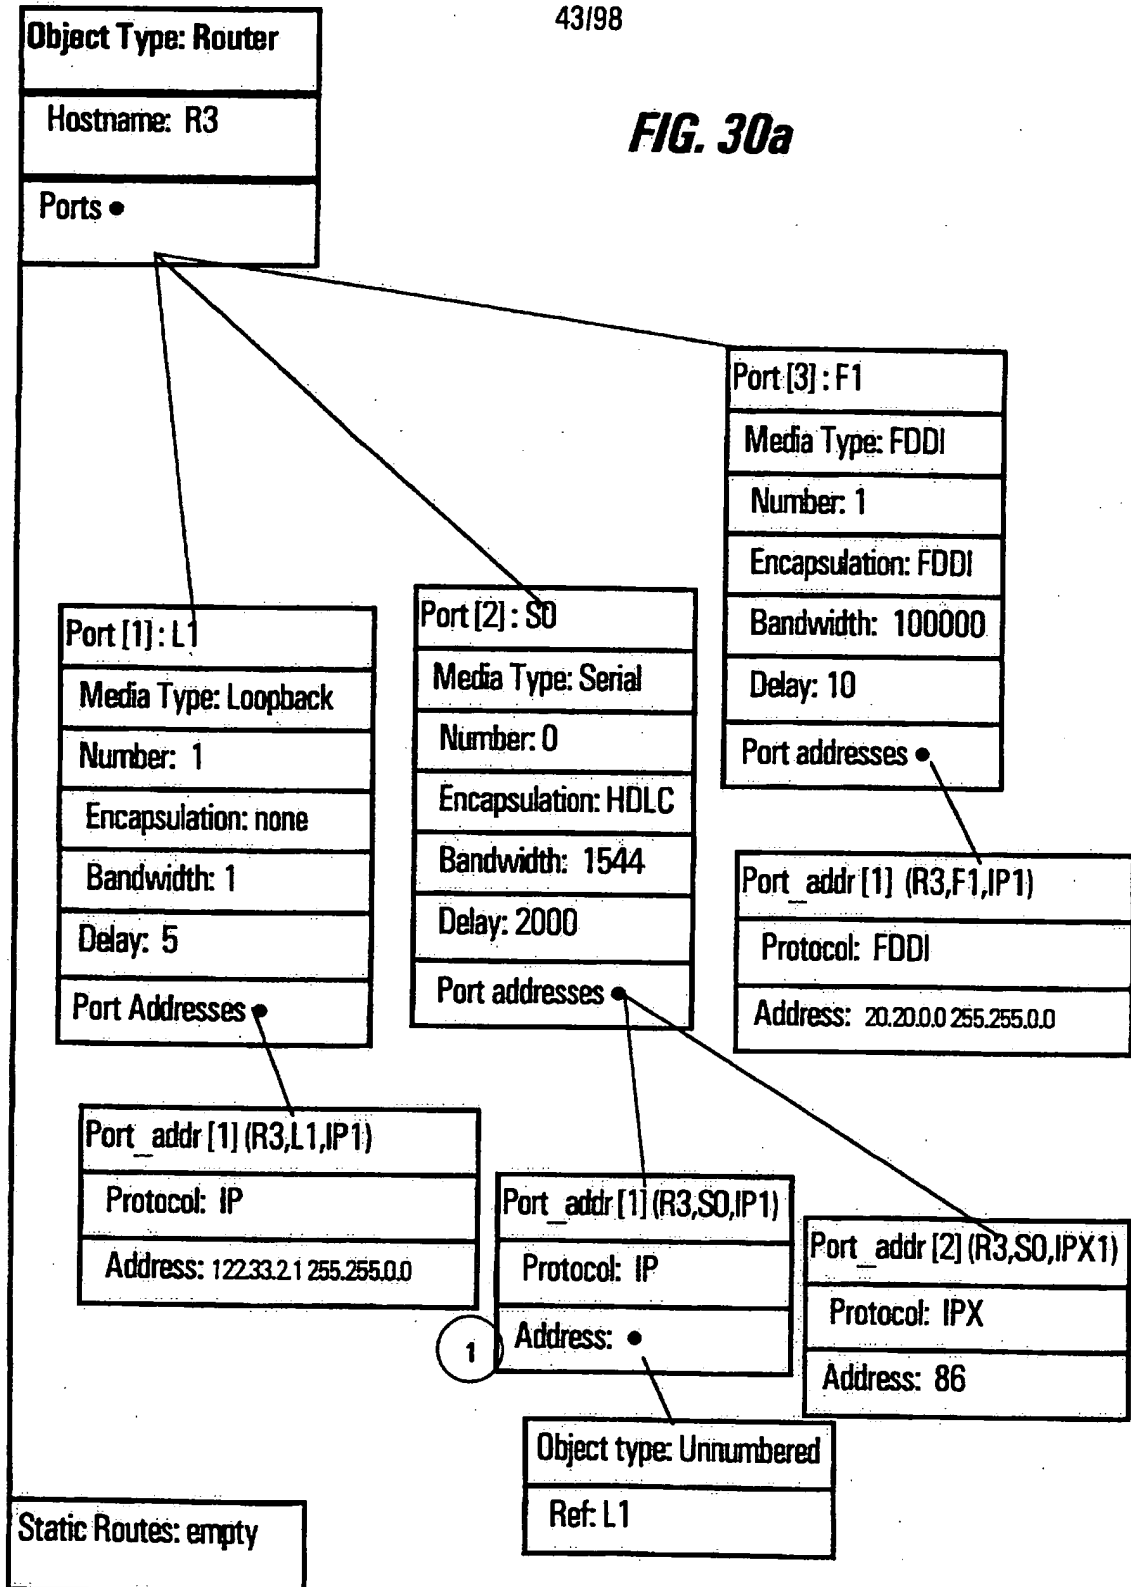 43/98
Object Type: Router
Hostname: R3
FIG. 30a
Ports •
Port [3] : F1
Media Type: FDDI
Number: 1
Encapsulation: FDDI
Bandwidth: 100000
Delay: 10
Port addresses •
Port [1] : L1
Media Type: Loopback
Number: 1
Encapsulation: none
Bandwidth: 1
Delay: 5
Port Addresses •
Port [2] : S0
Media Type: Serial
Number: 0
Encapsulation: HDLC
Bandwidth: 1544
Delay: 2000
Port addresses •
Port_addr [1] (R3,F1,IP1)
Protocol: FDDI
Address: 20.20.0.0 255.255.0.0
Port_addr [1] (R3,L1,IP1)
Protocol: IP
Address: 122.33.2.1 255.255.0.0
Port_addr [1] (R3,S0,IP1)
Protocol: IP
Address: •
1
Port_addr [2] (R3,S0,IPX1)
Protocol: IPX
Address: 86
Object type: Unnumbered
Ref: L1
Static Routes: empty